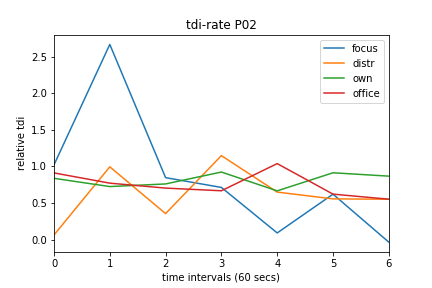 tdi-rate P02
focus
distr
own
office
relative tdi
2.5
2.0
1.5
1.0
0.5
0.0
0 1 2 3 4 5 6
time intervals (60 secs)